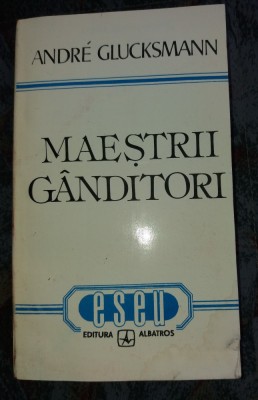 ANDRÉ GLUCKSMANN
MAEȘTRII
GÂNDITORI
eseu
EDITURA A ALBATROS